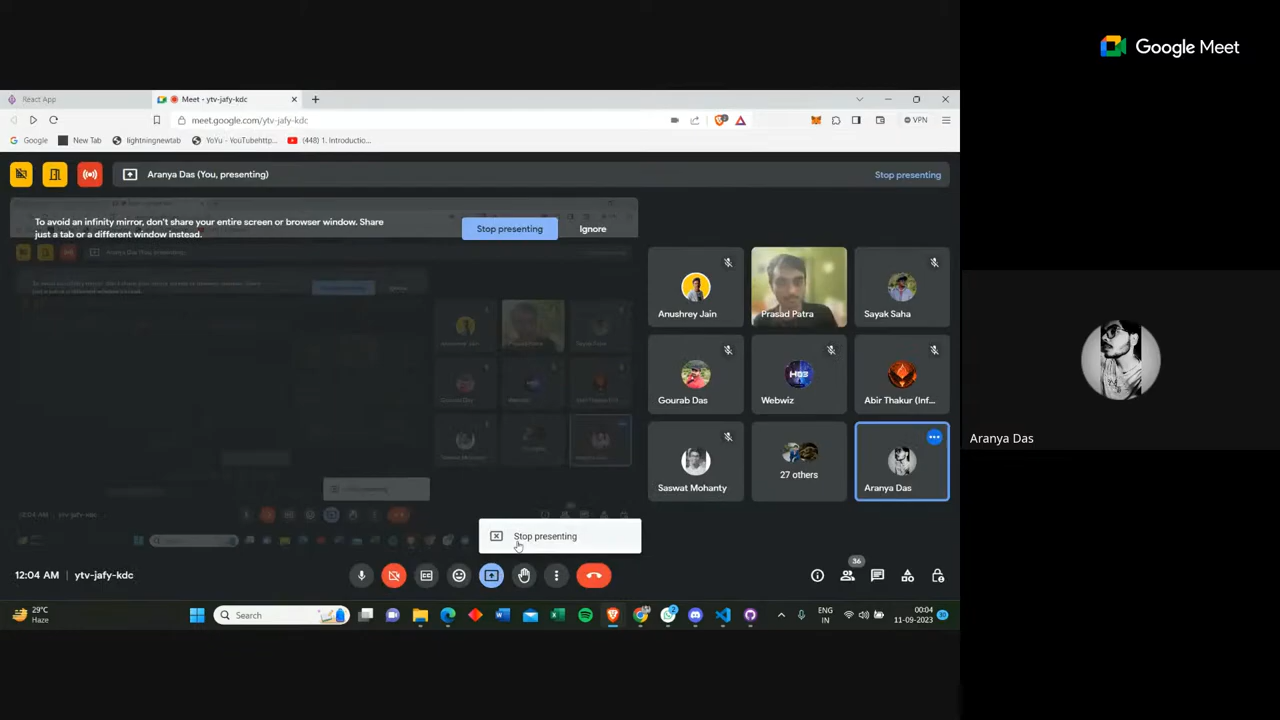 Google Meet
React App
Meet - ytv-jafy-kdc
meet.google.com/ytv-jafy-kdc
VPN
Google
New Tab
lightningnewtab
YoYu - YouTubehttp...
(448) 1. Introductio...
Aranya Das (You, presenting)
Stop presenting
To avoid an infinity mirror, don't share your entire screen or browser window. Share
just a tab or a different window instead.
Stop presenting
Ignore
Anushrey Jain
Prasad Patra
Sayak Saha
Gourab Das
Webwiz
Abir Thakur (Inf...
Saswat Mohanty
27 others
Aranya Das
Aranya Das
Stop presenting
12:04 AM | ytv-jafy-kdc
36
29°C
Haze
Search
ENG
IN
00:04
11-09-2023